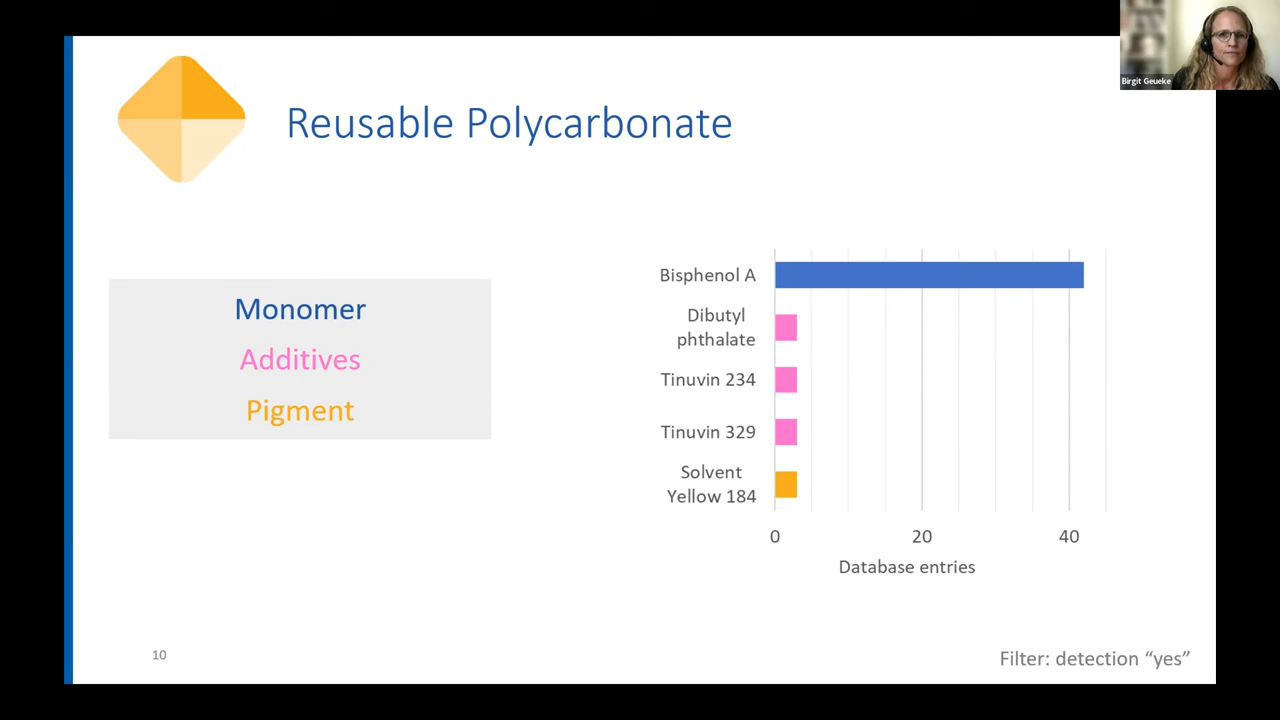 Birgit Geueke
Reusable Polycarbonate
Monomer
Additives
Pigment
Bisphenol A
Dibutyl
phthalate
Tinuvin 234
Tinuvin 329
Solvent
Yellow 184
0 20 40
Database entries
10
Filter: detection “yes”